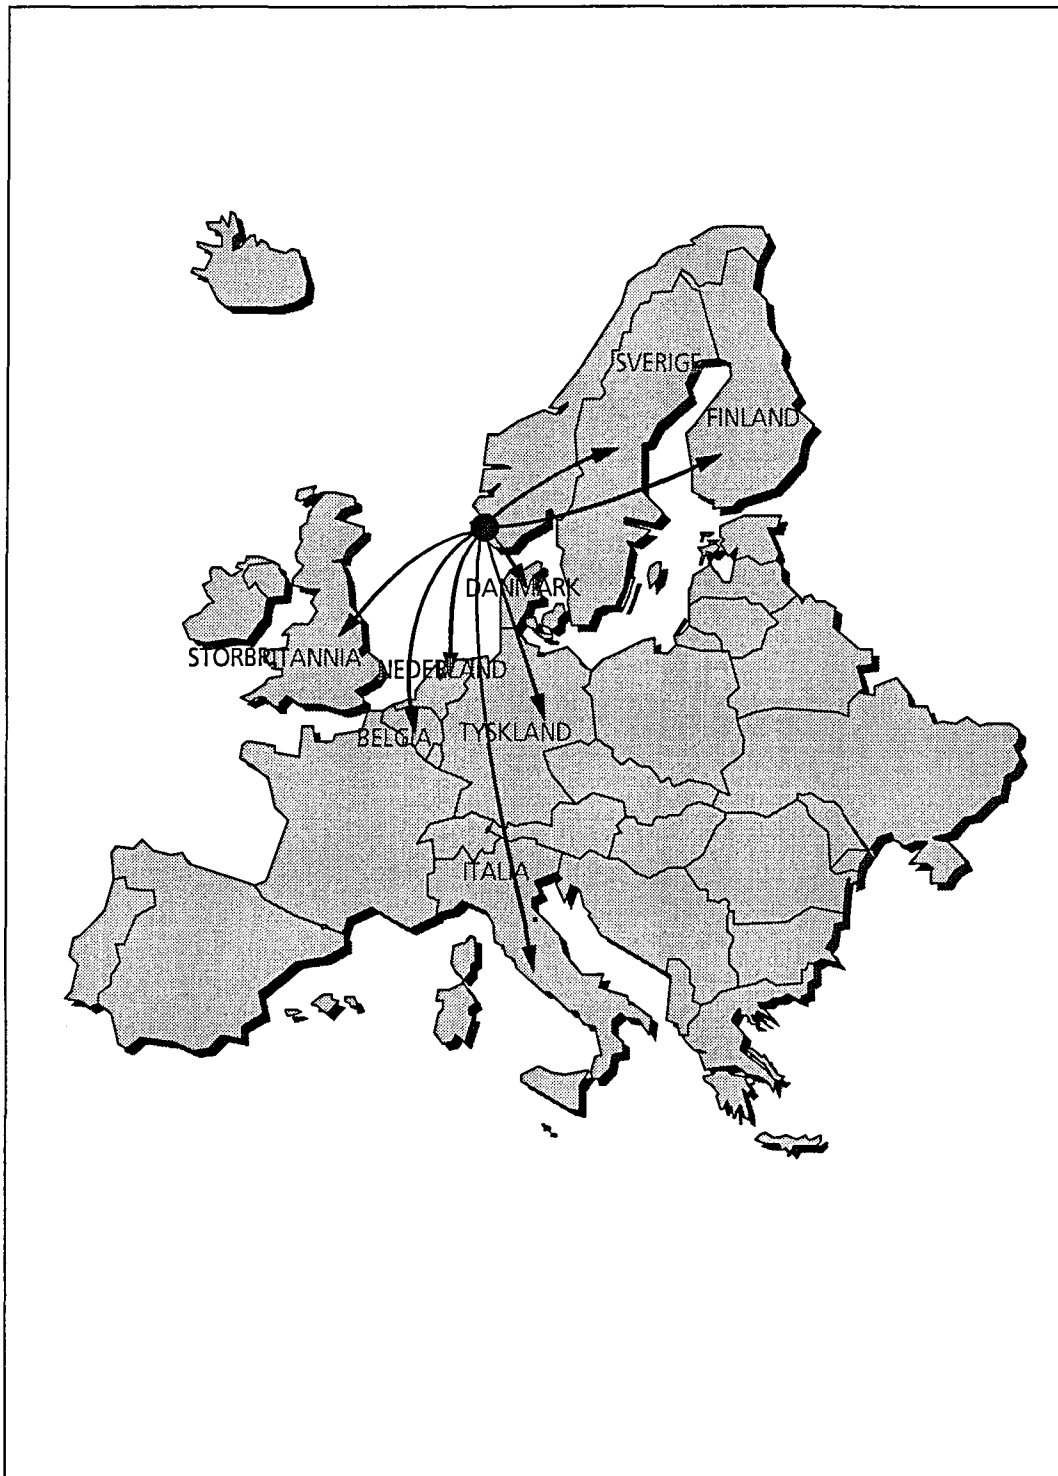 SVERIGE
FINLAND
DANMARK
STORBRITANNIA
NEDERLAND
BELGIA
TYSKLAND
ITALIA